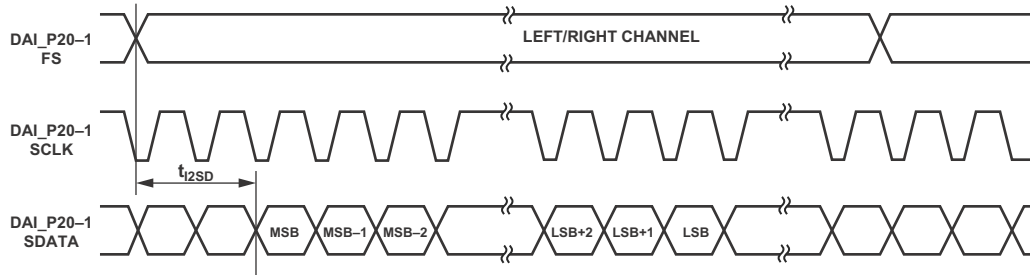 DAI_P20–1
FS
LEFT/RIGHT CHANNEL
DAI_P20–1
SCLK
tI2SD
DAI_P20–1
SDATA
MSB MSB–1 MSB–2 LSB+2 LSB+1 LSB